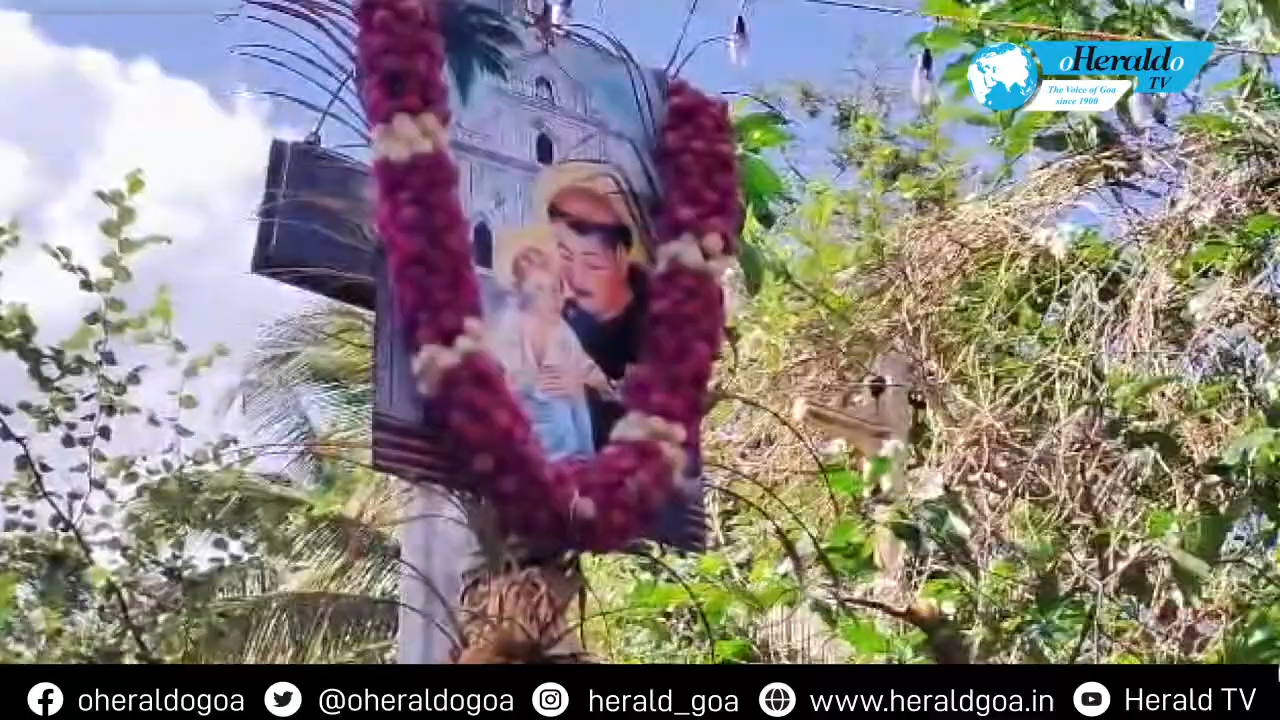 oHeraldo
TV
The Voice of Goa
since 1900
oheraldogoa @oheraldogoa herald_goa www.heraldgoa.in Herald TV